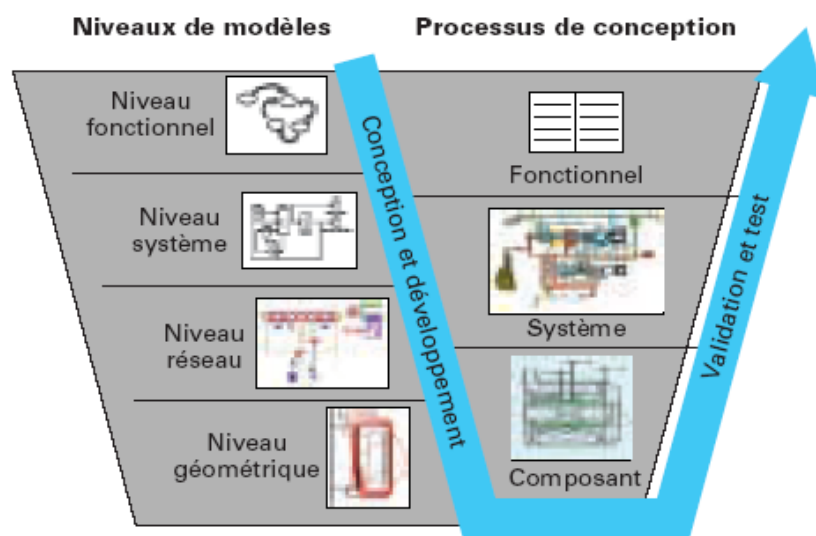 Niveaux de modèles
Processus de conception
Niveau
fonctionnel
Niveau
système
Niveau
réseau
Niveau
géométrique
Conception et développement
Fonctionnel
Système
Composant
Validation et test